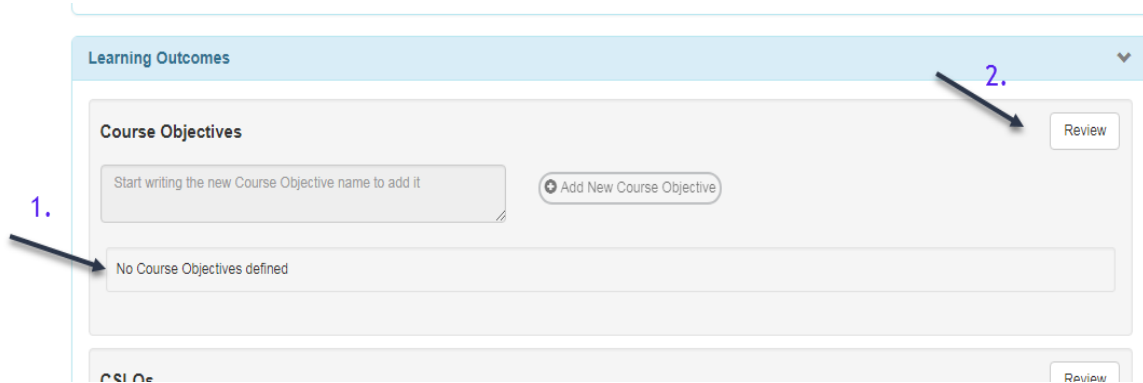 Learning Outcomes
2.
Course Objectives
Review
Start writing the new Course Objective name to add it
Add New Course Objective
1.
No Course Objectives defined
CSLOs
Review